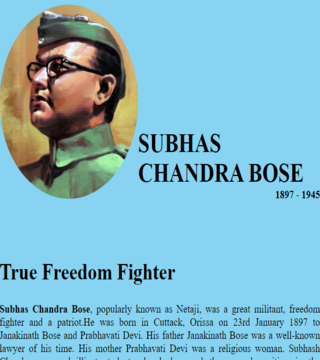 SUBHAS
CHANDRA BOSE
1897 - 1945
True Freedom Fighter
Subhas Chandra Bose, popularly known as Netaji, was a great militant, freedom
fighter and a patriot.He was born in Cuttack, Orissa on 23rd January 1897 to
Janakinath Bose and Prabhavati Devi. His father Janakinath Bose was a well-known
lawyer of his time. His mother Prabhavati Devi was a religious woman. Subhash